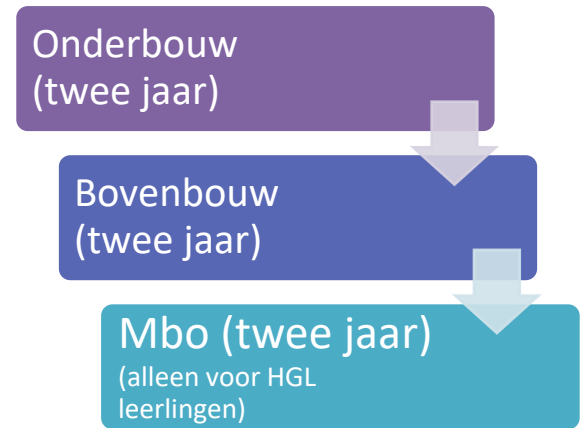 Onderbouw
(twee jaar)
Bovenbouw
(twee jaar)
Mbo (twee jaar)
(alleen voor HGL
leerlingen)